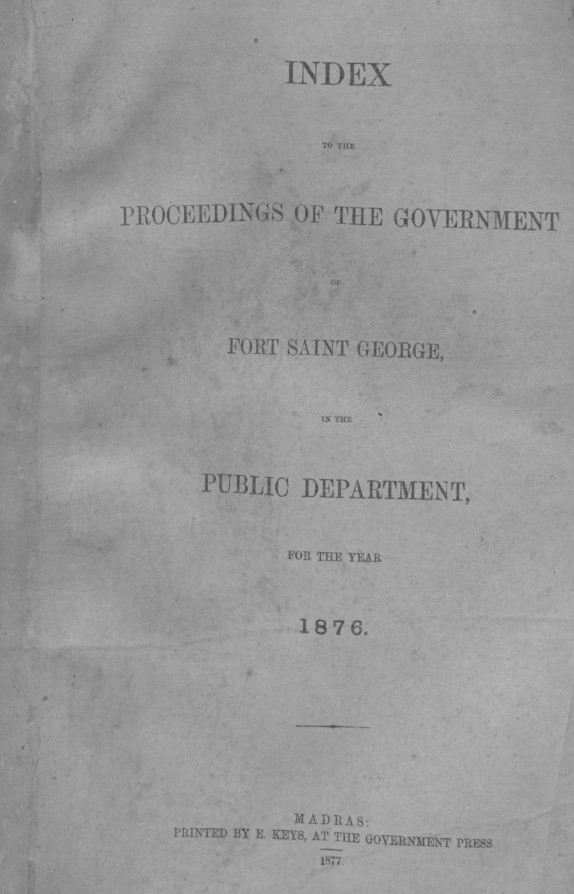 INDEX
TO THE
PROCEEDINGS OF THE GOVERNMENT
OF
FORT SAINT GEORGE,
IN THE
PUBLIC DEPARTMENT,
FOR THE YEAR
1876.
MADRAS:
PRINTED BY E. KEYS, AT THE GOVERNMENT PRESS.
1877.